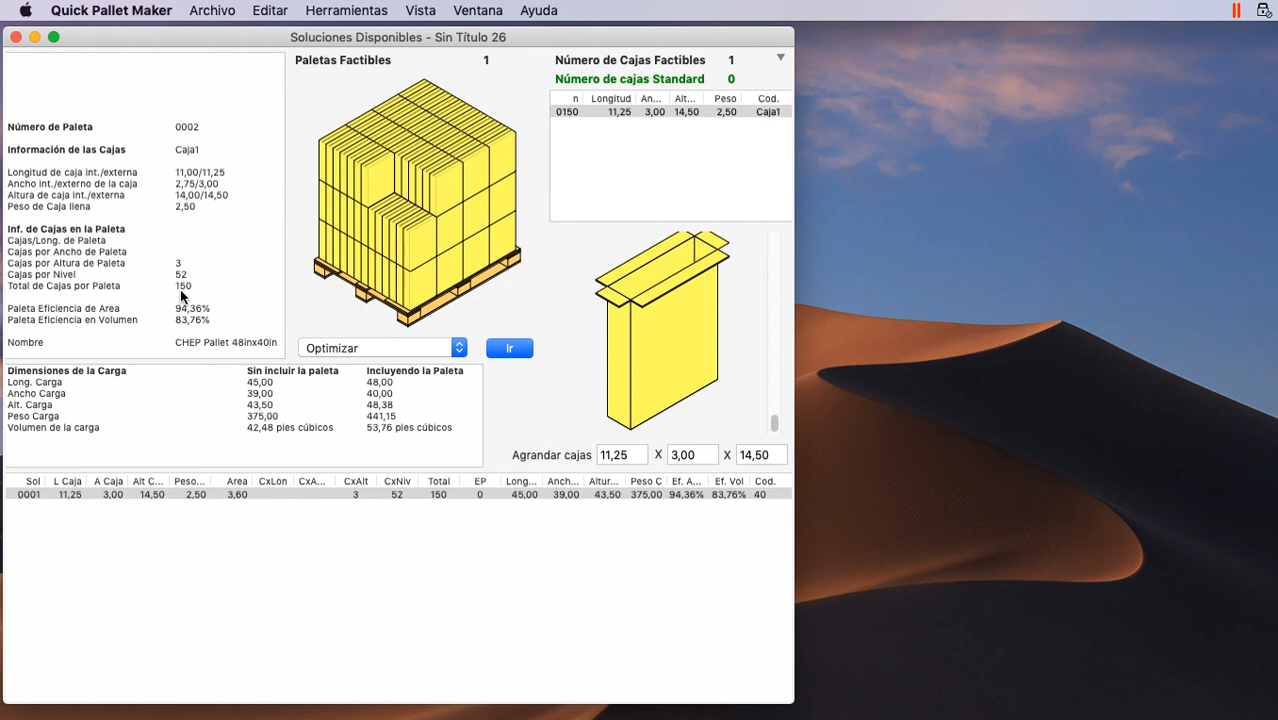 Quick Pallet Maker Archivo Editar Herramientas Vista Ventana Ayuda
Soluciones Disponibles - Sin Título 26
Número de Paleta 0002
Información de las Cajas Caja1
Longitud de caja int./externa 11,00/11,25
Ancho int./externo de la caja 2,75/3,00
Altura de caja int./externa 14,00/14,50
Peso de Caja llena 2,50
Inf. de Cajas en la Paleta
Cajas/Long. de Paleta
Cajas por Ancho de Paleta
Cajas por Altura de Paleta 3
Cajas por Nivel 52
Total de Cajas por Paleta 150
Paleta Eficiencia de Area 94,36%
Paleta Eficiencia en Volumen 83,76%
Nombre CHEP Pallet 48inx40in
Paletas Factibles 1
Optimizar Ir
Número de Cajas Factibles 1
Número de cajas Standard 0
n Longitud An... Alt... Peso Cod.
0150 11,25 3,00 14,50 2,50 Caja1
Agrandar cajas 11,25 X 3,00 X 14,50
Dimensiones de la Carga Sin incluir la paleta Incluyendo la Paleta
Long. Carga 45,00 48,00
Ancho Carga 39,00 40,00
Alt. Carga 43,50 48,38
Peso Carga 375,00 441,15
Volumen de la carga 42,48 pies cúbicos 53,76 pies cúbicos
Sol L Caja A Caja Alt C... Peso... Area CxLon CxA... CxAlt CxNiv Total EP Long... Anch... Altur... Peso C Ef. A... Ef. Vol Cod.
0001 11,25 3,00 14,50 2,50 3,60 3 52 150 0 45,00 39,00 43,50 375,00 94,36% 83,76% 40